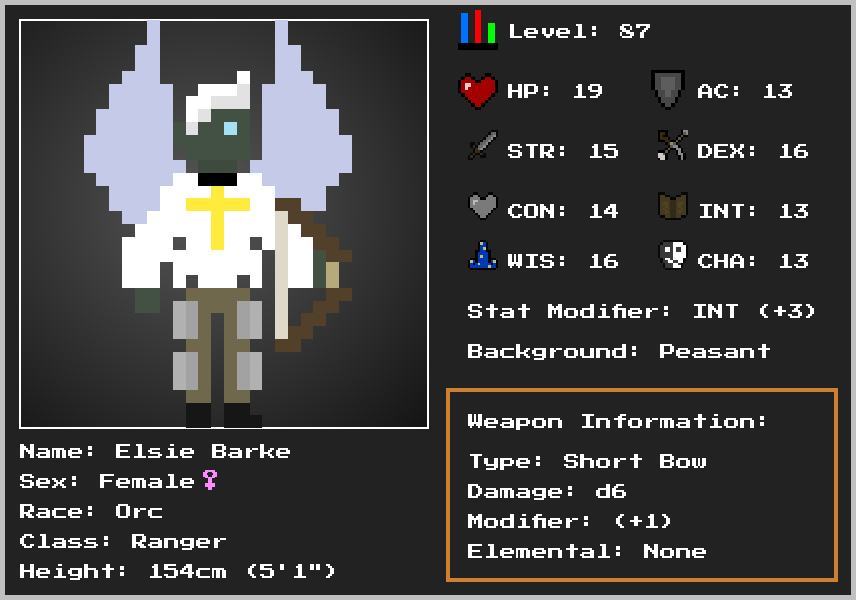 Level: 87
HP: 19
AC: 13
STR: 15
DEX: 16
CON: 14
INT: 13
WIS: 16
CHA: 13
Stat Modifier: INT (+3)
Background: Peasant
Weapon Information:
Type: Short Bow
Damage: d6
Modifier: (+1)
Elemental: None
Name: Elsie Barke
Sex: Female♀
Race: Orc
Class: Ranger
Height: 154cm (5'1")